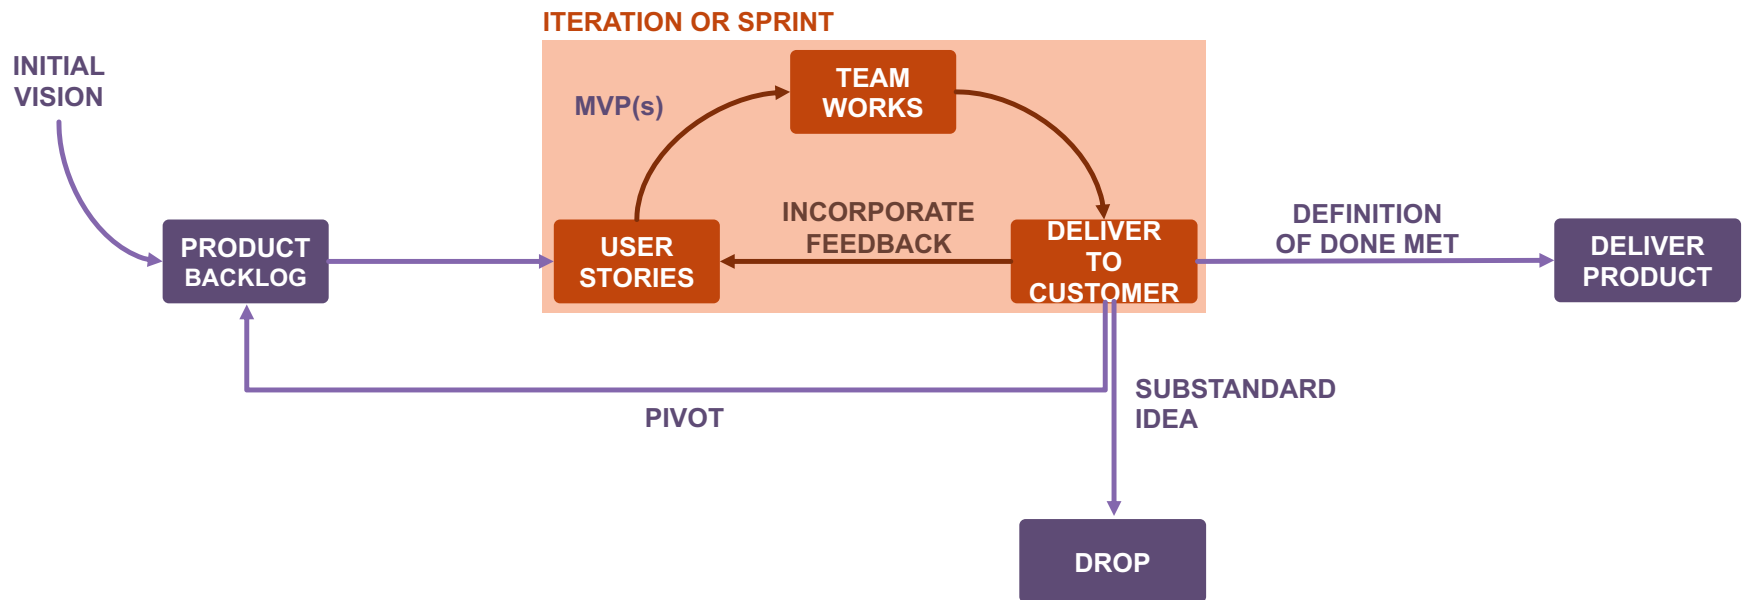 ITERATION OR SPRINT
INITIAL
VISION
TEAM
WORKS
MVP(s)
PRODUCT
BACKLOG
USER
STORIES
INCORPORATE
FEEDBACK
DELIVER
TO
CUSTOMER
DEFINITION
OF DONE MET
DELIVER
PRODUCT
PIVOT
SUBSTANDARD
IDEA
DROP